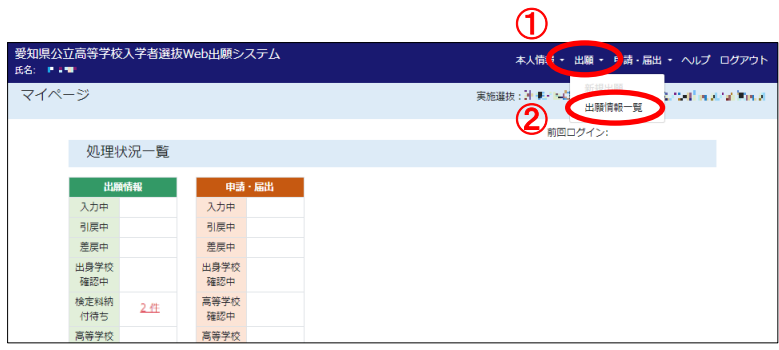 ①
愛知県公立高等学校入学者選抜Web出願システム
氏名:
本人情報 出願 申請・届出 ヘルプ ログアウト
マイページ
実施選抜:
新規出願
②
出願情報一覧
前回ログイン:
処理状況一覧
出願情報 申請・届出
入力中 入力中
引戻中 引戻中
差戻中 差戻中
出身学校 出身学校
確認中 確認中
検定料納 2 件 高等学校
付待ち 確認中
高等学校 高等学校